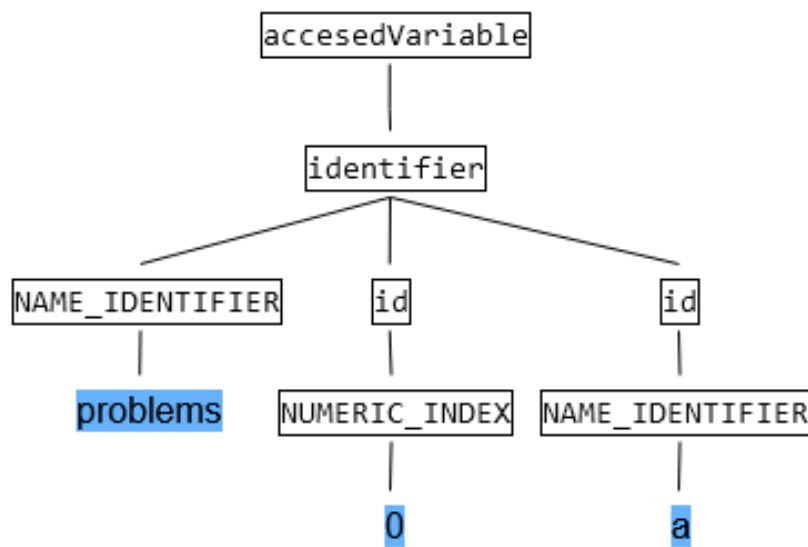 accesedVariable
identifier
NAME_IDENTIFIER id id
problems NUMERIC_INDEX NAME_IDENTIFIER
0 a